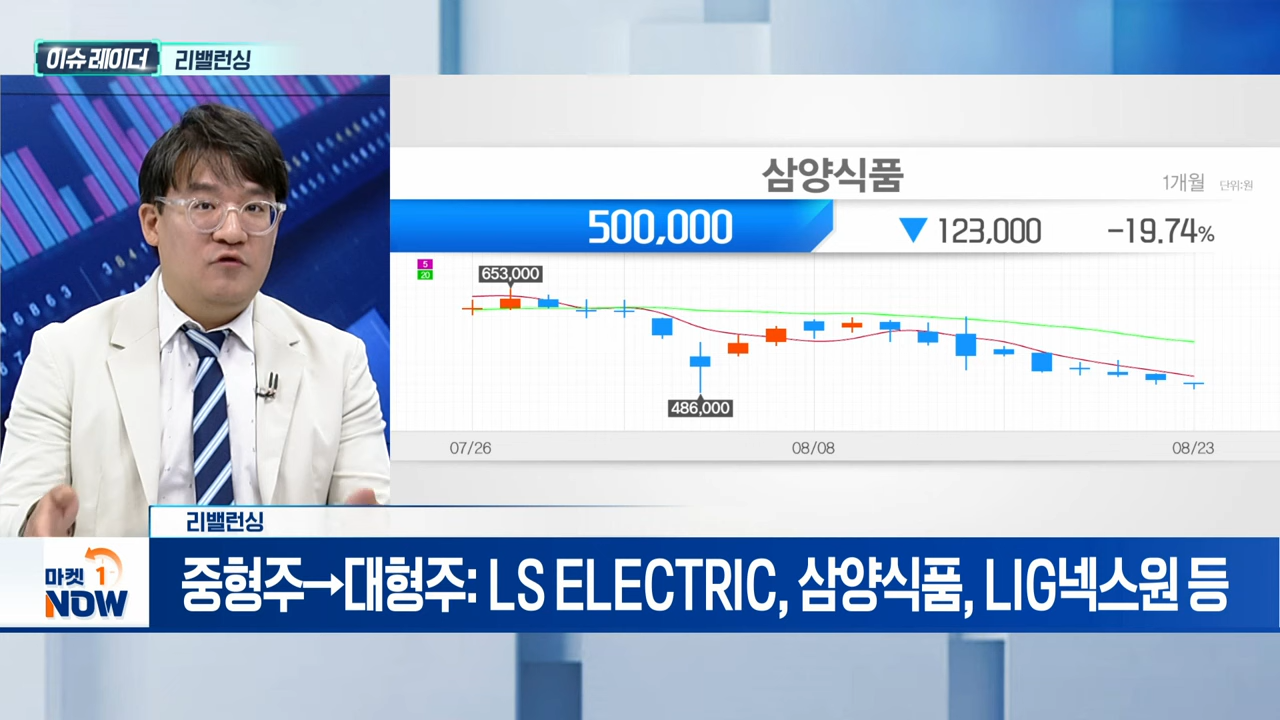 이슈 레이더 리밸런싱
삼양식품
1개월 단위:원
500,000 ▼ 123,000 -19.74%
5
20
653,000
486,000
07/26 08/08 08/23
리밸런싱
마켓 1
NOW
중형주→대형주: LS ELECTRIC, 삼양식품, LIG넥스원 등